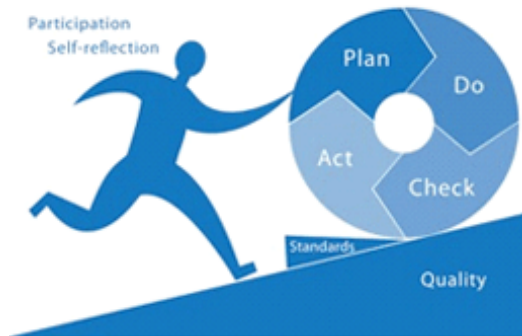 Participation
Self-reflection
Plan
Do
Act
Check
Standards
Quality